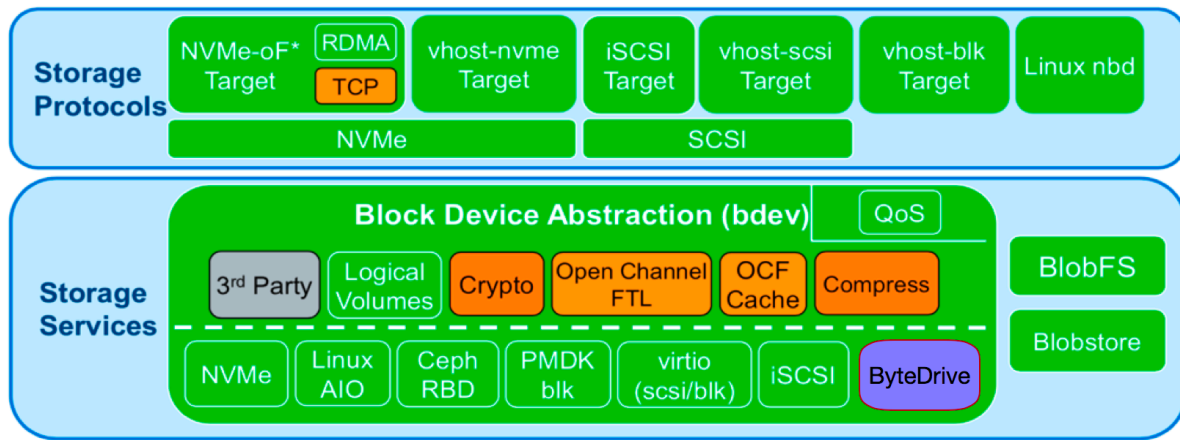 Storage
Protocols
NVMe-oF*
Target
RDMA
TCP
vhost-nvme
Target
iSCSI
Target
vhost-scsi
Target
vhost-blk
Target
Linux nbd
NVMe
SCSI
Storage
Services
Block Device Abstraction (bdev)
QoS
3rd Party
Logical
Volumes
Crypto
Open Channel
FTL
OCF
Cache
Compress
NVMe
Linux
AIO
Ceph
RBD
PMDK
blk
virtio
(scsi/blk)
iSCSI
ByteDrive
BlobFS
Blobstore